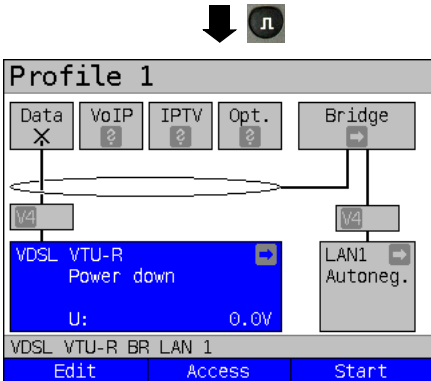 Profile 1
Data VoIP IPTV Opt. Bridge
? ? ?
V4 V4
VDSL VTU-R LAN1
Power down Autoneg.
U: 0.0V
VDSL VTU-R BR LAN 1
Edit Access Start